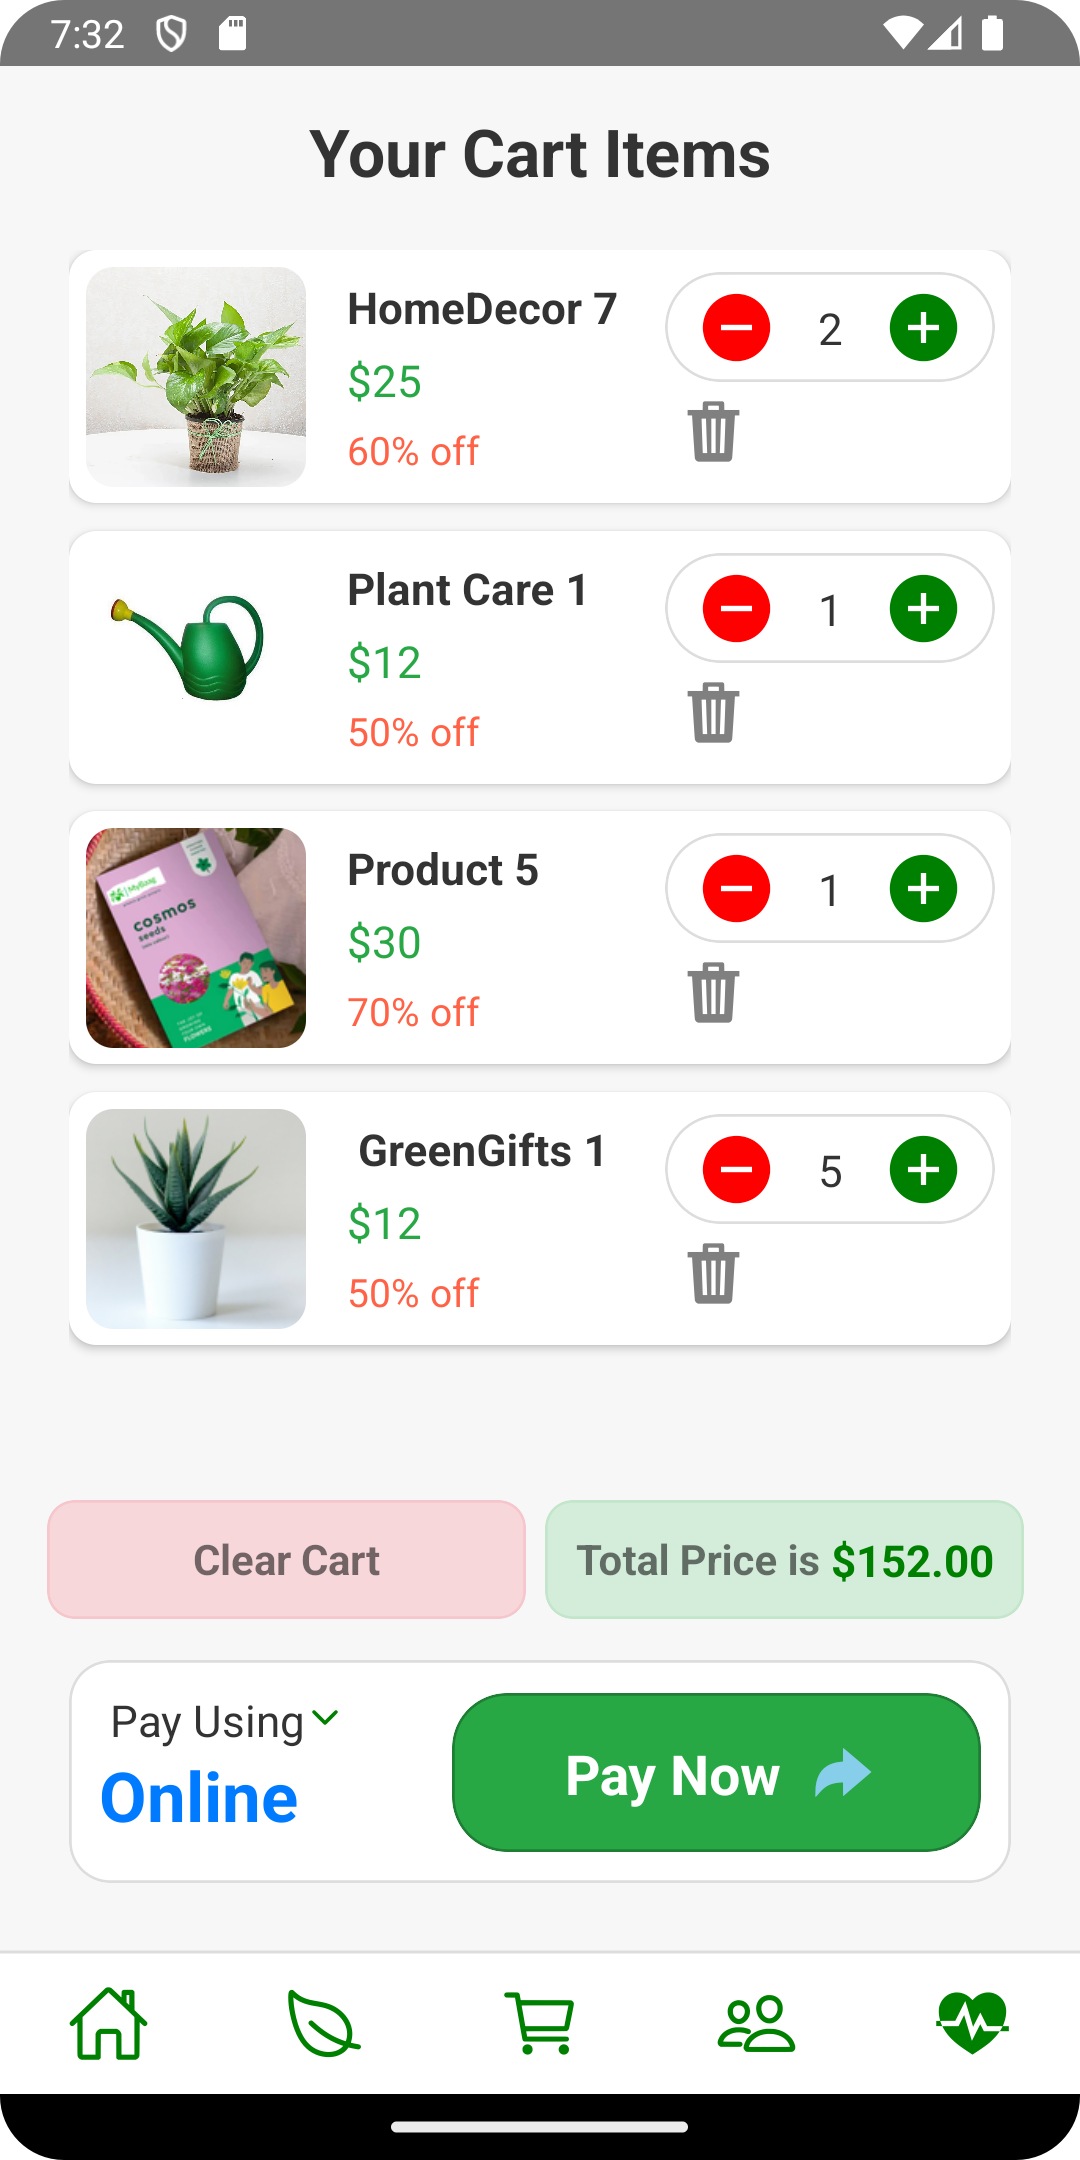 7:32
Your Cart Items
HomeDecor 7
2
$25
60% off
Plant Care 1
1
$12
50% off
Product 5
1
$30
70% off
cosmos
seeds
FLOWERS
GreenGifts 1
5
$12
50% off
Clear Cart
Total Price is $152.00
Pay Using
Online
Pay Now